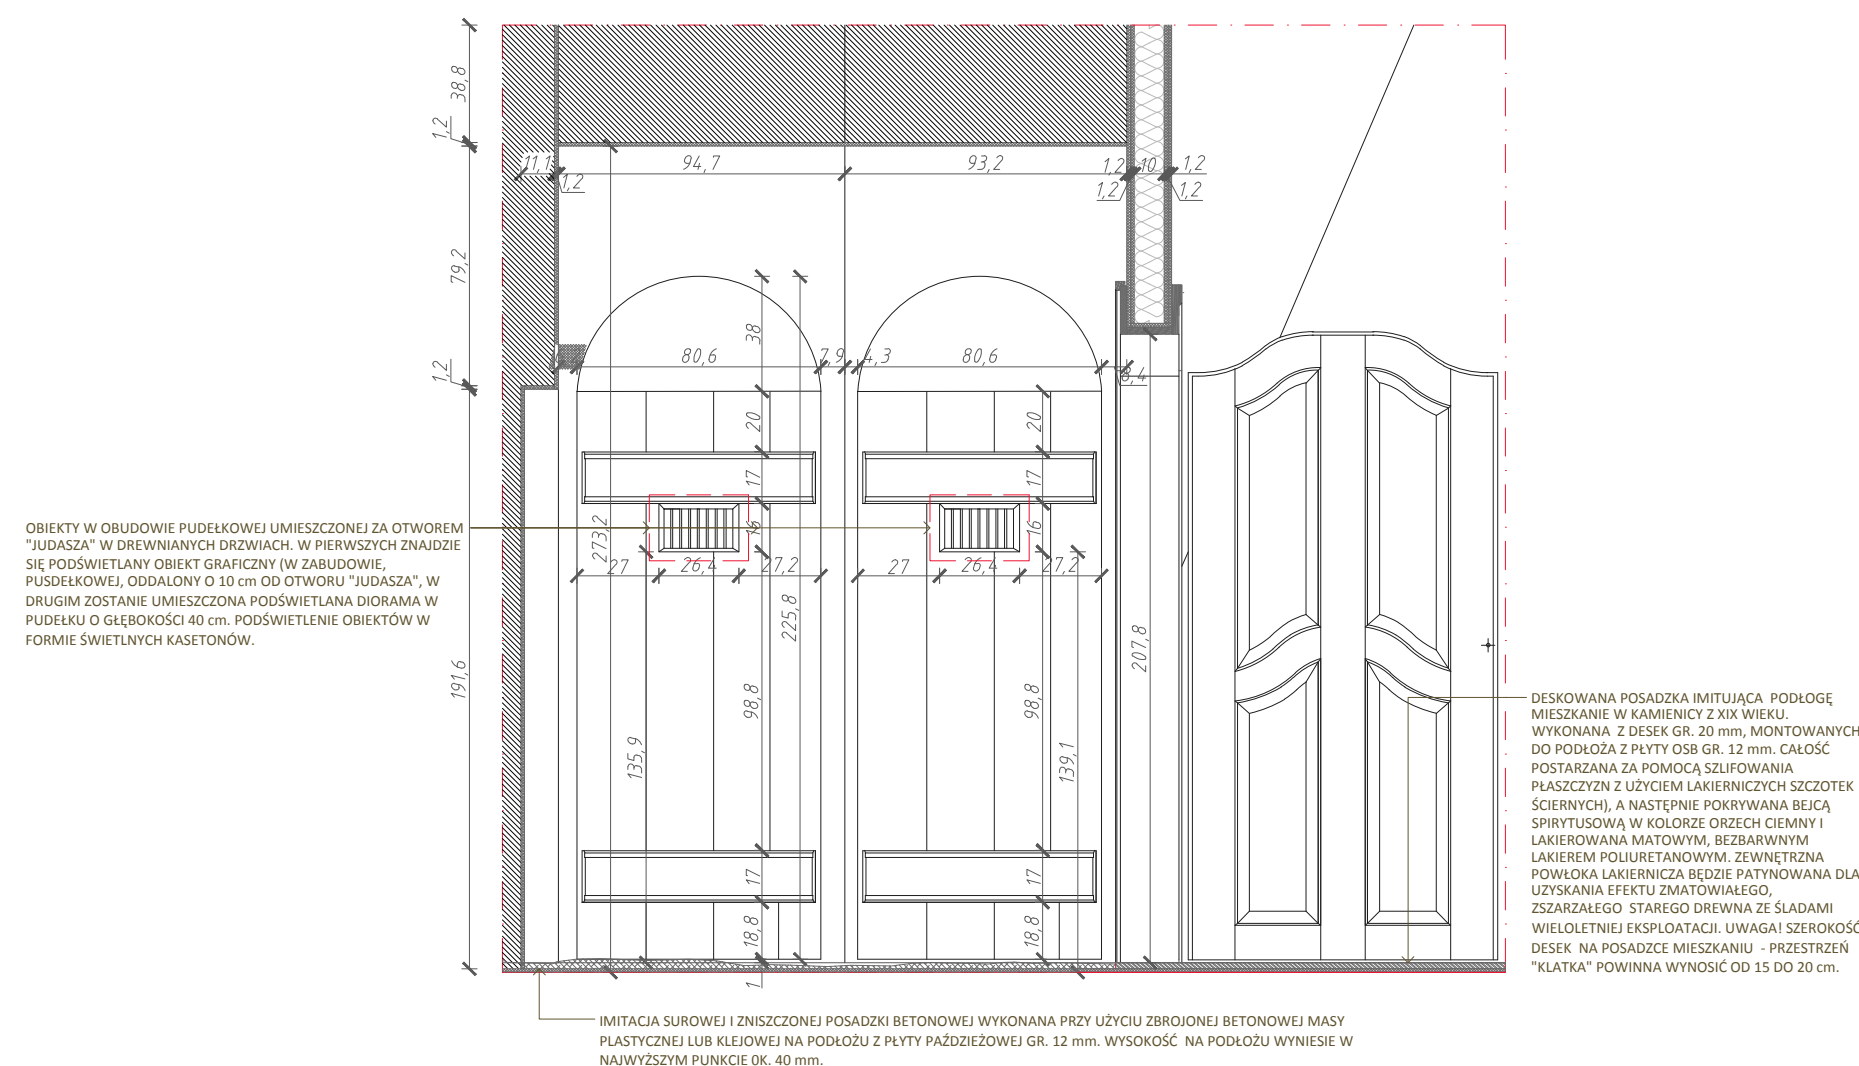 38,8
1,2
11,1
1,2
94,7
93,2
1,2
10
1,2
1,2
1,2
79,2
38
1,2
80,6
7,9
4,3
80,6
8,4
20
20
17
17
OBIEKTY W OBUDOWIE PUDEŁKOWEJ UMIESZCZONEJ ZA OTWOREM
"JUDASZA" W DREWNIANYCH DRZWIACH. W PIERWSZYCH ZNAJDZIE
SIĘ PODŚWIETLANY OBIEKT GRAFICZNY (W ZABUDOWIE,
PUSDEŁKOWEJ, ODDALONY O 10 cm OD OTWORU "JUDASZA", W
DRUGIM ZOSTANIE UMIESZCZONA PODŚWIETLANA DIORAMA W
PUDEŁKU O GŁĘBOKOŚCI 40 cm. PODŚWIETLENIE OBIEKTÓW W
FORMIE ŚWIETLNYCH KASETONÓW.
273,2
16
16
27
26,4
27,2
27
26,4
27,2
225,8
207,8
191,6
98,8
98,8
135,9
139,1
17
17
18,8
18,8
1
DESKOWANA POSADZKA IMITUJĄCA PODŁOGĘ
MIESZKANIE W KAMIENICY Z XIX WIEKU.
WYKONANA Z DESEK GR. 20 mm, MONTOWANYCH
DO PODŁOŻA Z PŁYTY OSB GR. 12 mm. CAŁOŚĆ
POSTARZANA ZA POMOCĄ SZLIFOWANIA
PŁASZCZYZN Z UŻYCIEM LAKIERNICZYCH SZCZOTEK
ŚCIERNYCH), A NASTĘPNIE POKRYWANA BEJCĄ
SPIRYTUSOWĄ W KOLORZE ORZECH CIEMNY I
LAKIEROWANA MATOWYM, BEZBARWNYM
LAKIEREM POLIURETANOWYM. ZEWNĘTRZNA
POWŁOKA LAKIERNICZA BĘDZIE PATYNOWANA DLA
UZYSKANIA EFEKTU ZMATOWIAŁEGO,
ZSZARZAŁEGO STAREGO DREWNA ZE ŚLADAMI
WIELOLETNIEJ EKSPLOATACJI. UWAGA! SZEROKOŚĆ
DESEK NA POSADZCE MIESZKANIU - PRZESTRZEŃ
"KLATKA" POWINNA WYNOSIĆ OD 15 DO 20 cm.
IMITACJA SUROWEJ I ZNISZCZONEJ POSADZKI BETONOWEJ WYKONANA PRZY UŻYCIU ZBROJONEJ BETONOWEJ MASY
PLASTYCZNEJ LUB KLEJOWEJ NA PODŁOŻU Z PŁYTY PAŹDZIEŻOWEJ GR. 12 mm. WYSOKOŚĆ NA PODŁOŻU WYNIESIE W
NAJWYŻSZYM PUNKCIE 0K. 40 mm.